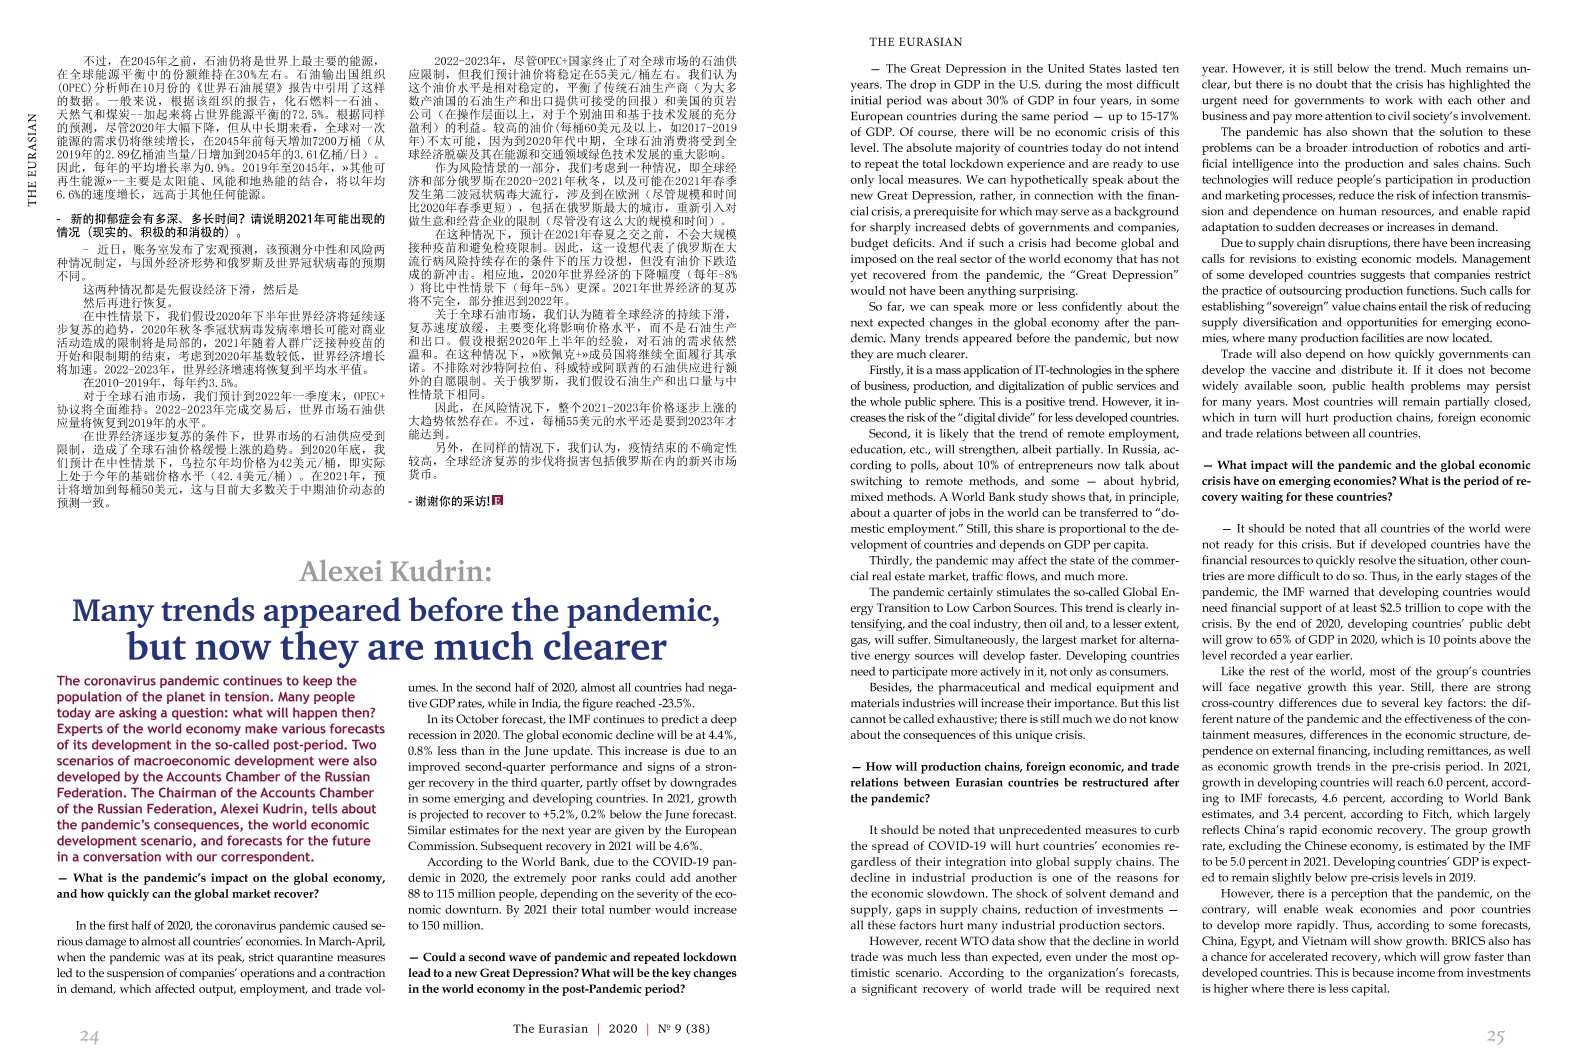 THE EURASIAN
不过，在2045年之前，石油仍将是世界上最主要的能源，
在全球能源平衡中的份额维持在30%左右。石油输出国组织
(OPEC)分析师在10月份的《世界石油展望》报告中引用了这样
的数据。一般来说，根据该组织的报告，化石燃料--石油、
天然气和煤炭--加起来将占世界能源平衡的72.5%。根据同样
的预测，尽管2020年大幅下降，但从中长期来看，全球对一次
能源的需求仍将继续增长，在2045年前每天增加7200万桶（从
2019年的2.89亿桶油当量/日增加到2045年的3.61亿桶/日）。
因此，每年的平均增长率为0.9%。2019年至2045年，»其他可
再生能源»--主要是太阳能、风能和地热能的结合，将以年均
6.6%的速度增长，远高于其他任何能源。
- 新的抑郁症会有多深、多长时间？请说明2021年可能出现的
情况（现实的、积极的和消极的）。
– 近日，账务室发布了宏观预测，该预测分中性和风险两
种情况制定，与国外经济形势和俄罗斯及世界冠状病毒的预期
不同。
这两种情况都是先假设经济下滑，然后是
然后再进行恢复。
在中性情景下，我们假设2020年下半年世界经济将延续逐
步复苏的趋势，2020年秋冬季冠状病毒发病率增长可能对商业
活动造成的限制将是局部的，2021年随着人群广泛接种疫苗的
开始和限制期的结束，考虑到2020年基数较低，世界经济增长
将加速。2022-2023年，世界经济增速将恢复到平均水平值。
在2010-2019年，每年约3.5%。
对于全球石油市场，我们预计到2022年一季度末，OPEC+
协议将全面维持。2022-2023年完成交易后，世界市场石油供
应量将恢复到2019年的水平。
在世界经济逐步复苏的条件下，世界市场的石油供应受到
限制，造成了全球石油价格缓慢上涨的趋势。到2020年底，我
们预计在中性情景下，乌拉尔年均价格为42美元/桶，即实际
上处于今年的基础价格水平（42.4美元/桶）。在2021年，预
计将增加到每桶50美元，这与目前大多数关于中期油价动态的
预测一致。
2022-2023年，尽管OPEC+国家终止了对全球市场的石油供
应限制，但我们预计油价将稳定在55美元/桶左右。我们认为
这个油价水平是相对稳定的，平衡了传统石油生产商（为大多
数产油国的石油生产和出口提供可接受的回报）和美国的页岩
公司（在操作层面以上，对于个别油田和基于技术发展的充分
盈利）的利益。较高的油价(每桶60美元及以上，如2017-2019
年)不太可能，因为到2020年代中期，全球石油消费将受到全
球经济脱碳及其在能源和交通领域绿色技术发展的重大影响。
作为风险情景的一部分，我们考虑到一种情况，即全球经
济和部分俄罗斯在2020-2021年秋冬，以及可能在2021年春季
发生第二波冠状病毒大流行，涉及到在欧洲（尽管规模和时间
比2020年春季更短），包括在俄罗斯最大的城市，重新引入对
做生意和经营企业的限制（尽管没有这么大的规模和时间）。
在这种情况下，预计在2021年春夏之交之前，不会大规模
接种疫苗和避免检疫限制。因此，这一设想代表了俄罗斯在大
流行病风险持续存在的条件下的压力设想，但没有油价下跌造
成的新冲击。相应地，2020年世界经济的下降幅度（每年-8%
）将比中性情景下（每年-5%）更深。2021年世界经济的复苏
将不完全，部分推迟到2022年。
关于全球石油市场，我们认为随着全球经济的持续下滑，
复苏速度放缓，主要变化将影响价格水平，而不是石油生产
和出口。假设根据2020年上半年的经验，对石油的需求依然
温和。在这种情况下，»欧佩克+»成员国将继续全面履行其承
诺。不排除对沙特阿拉伯、科威特或阿联酋的石油供应进行额
外的自愿限制。关于俄罗斯，我们假设石油生产和出口量与中
性情景下相同。
因此，在风险情况下，整个2021-2023年价格逐步上涨的
大趋势依然存在。不过，每桶55美元的水平还是要到2023年才
能达到。
另外，在同样的情况下，我们认为，疫情结束的不确定性
较高，全球经济复苏的步伐将损害包括俄罗斯在内的新兴市场
货币。
- 谢谢你的采访! E
Alexei Kudrin:
Many trends appeared before the pandemic,
but now they are much clearer
The coronavirus pandemic continues to keep the
population of the planet in tension. Many people
today are asking a question: what will happen then?
Experts of the world economy make various forecasts
of its development in the so-called post-period. Two
scenarios of macroeconomic development were also
developed by the Accounts Chamber of the Russian
Federation. The Chairman of the Accounts Chamber
of the Russian Federation, Alexei Kudrin, tells about
the pandemic's consequences, the world economic
development scenario, and forecasts for the future
in a conversation with our correspondent.
— What is the pandemic's impact on the global economy,
and how quickly can the global market recover?
In the first half of 2020, the coronavirus pandemic caused se-
rious damage to almost all countries' economies. In March-April,
when the pandemic was at its peak, strict quarantine measures
led to the suspension of companies' operations and a contraction
in demand, which affected output, employment, and trade vol-
umes. In the second half of 2020, almost all countries had nega-
tive GDP rates, while in India, the figure reached -23.5%.
In its October forecast, the IMF continues to predict a deep
recession in 2020. The global economic decline will be at 4.4%,
0.8% less than in the June update. This increase is due to an
improved second-quarter performance and signs of a stron-
ger recovery in the third quarter, partly offset by downgrades
in some emerging and developing countries. In 2021, growth
is projected to recover to +5.2%, 0.2% below the June forecast.
Similar estimates for the next year are given by the European
Commission. Subsequent recovery in 2021 will be 4.6%.
According to the World Bank, due to the COVID-19 pan-
demic in 2020, the extremely poor ranks could add another
88 to 115 million people, depending on the severity of the eco-
nomic downturn. By 2021 their total number would increase
to 150 million.
— Could a second wave of pandemic and repeated lockdown
lead to a new Great Depression? What will be the key changes
in the world economy in the post-Pandemic period?
24
The Eurasian | 2020 | № 9 (38)
THE EURASIAN
— The Great Depression in the United States lasted ten
years. The drop in GDP in the U.S. during the most difficult
initial period was about 30% of GDP in four years, in some
European countries during the same period — up to 15-17%
of GDP. Of course, there will be no economic crisis of this
level. The absolute majority of countries today do not intend
to repeat the total lockdown experience and are ready to use
only local measures. We can hypothetically speak about the
new Great Depression, rather, in connection with the finan-
cial crisis, a prerequisite for which may serve as a background
for sharply increased debts of governments and companies,
budget deficits. And if such a crisis had become global and
imposed on the real sector of the world economy that has not
yet recovered from the pandemic, the "Great Depression"
would not have been anything surprising.
So far, we can speak more or less confidently about the
next expected changes in the global economy after the pan-
demic. Many trends appeared before the pandemic, but now
they are much clearer.
Firstly, it is a mass application of IT-technologies in the sphere
of business, production, and digitalization of public services and
the whole public sphere. This is a positive trend. However, it in-
creases the risk of the "digital divide" for less developed countries.
Second, it is likely that the trend of remote employment,
education, etc., will strengthen, albeit partially. In Russia, ac-
cording to polls, about 10% of entrepreneurs now talk about
switching to remote methods, and some — about hybrid,
mixed methods. A World Bank study shows that, in principle,
about a quarter of jobs in the world can be transferred to "do-
mestic employment." Still, this share is proportional to the de-
velopment of countries and depends on GDP per capita.
Thirdly, the pandemic may affect the state of the commer-
cial real estate market, traffic flows, and much more.
The pandemic certainly stimulates the so-called Global En-
ergy Transition to Low Carbon Sources. This trend is clearly in-
tensifying, and the coal industry, then oil and, to a lesser extent,
gas, will suffer. Simultaneously, the largest market for alterna-
tive energy sources will develop faster. Developing countries
need to participate more actively in it, not only as consumers.
Besides, the pharmaceutical and medical equipment and
materials industries will increase their importance. But this list
cannot be called exhaustive; there is still much we do not know
about the consequences of this unique crisis.
— How will production chains, foreign economic, and trade
relations between Eurasian countries be restructured after
the pandemic?
It should be noted that unprecedented measures to curb
the spread of COVID-19 will hurt countries' economies re-
gardless of their integration into global supply chains. The
decline in industrial production is one of the reasons for
the economic slowdown. The shock of solvent demand and
supply, gaps in supply chains, reduction of investments —
all these factors hurt many industrial production sectors.
However, recent WTO data show that the decline in world
trade was much less than expected, even under the most op-
timistic scenario. According to the organization's forecasts,
a significant recovery of world trade will be required next
year. However, it is still below the trend. Much remains un-
clear, but there is no doubt that the crisis has highlighted the
urgent need for governments to work with each other and
business and pay more attention to civil society's involvement.
The pandemic has also shown that the solution to these
problems can be a broader introduction of robotics and arti-
ficial intelligence into the production and sales chains. Such
technologies will reduce people's participation in production
and marketing processes, reduce the risk of infection transmis-
sion and dependence on human resources, and enable rapid
adaptation to sudden decreases or increases in demand.
Due to supply chain disruptions, there have been increasing
calls for revisions to existing economic models. Management
of some developed countries suggests that companies restrict
the practice of outsourcing production functions. Such calls for
establishing "sovereign" value chains entail the risk of reducing
supply diversification and opportunities for emerging econo-
mies, where many production facilities are now located.
Trade will also depend on how quickly governments can
develop the vaccine and distribute it. If it does not become
widely available soon, public health problems may persist
for many years. Most countries will remain partially closed,
which in turn will hurt production chains, foreign economic
and trade relations between all countries.
— What impact will the pandemic and the global economic
crisis have on emerging economies? What is the period of re-
covery waiting for these countries?
— It should be noted that all countries of the world were
not ready for this crisis. But if developed countries have the
financial resources to quickly resolve the situation, other coun-
tries are more difficult to do so. Thus, in the early stages of the
pandemic, the IMF warned that developing countries would
need financial support of at least $2.5 trillion to cope with the
crisis. By the end of 2020, developing countries' public debt
will grow to 65% of GDP in 2020, which is 10 points above the
level recorded a year earlier.
Like the rest of the world, most of the group's countries
will face negative growth this year. Still, there are strong
cross-country differences due to several key factors: the dif-
ferent nature of the pandemic and the effectiveness of the con-
tainment measures, differences in the economic structure, de-
pendence on external financing, including remittances, as well
as economic growth trends in the pre-crisis period. In 2021,
growth in developing countries will reach 6.0 percent, accord-
ing to IMF forecasts, 4.6 percent, according to World Bank
estimates, and 3.4 percent, according to Fitch, which largely
reflects China's rapid economic recovery. The group growth
rate, excluding the Chinese economy, is estimated by the IMF
to be 5.0 percent in 2021. Developing countries' GDP is expect-
ed to remain slightly below pre-crisis levels in 2019.
However, there is a perception that the pandemic, on the
contrary, will enable weak economies and poor countries
to develop more rapidly. Thus, according to some forecasts,
China, Egypt, and Vietnam will show growth. BRICS also has
a chance for accelerated recovery, which will grow faster than
developed countries. This is because income from investments
is higher where there is less capital.
25